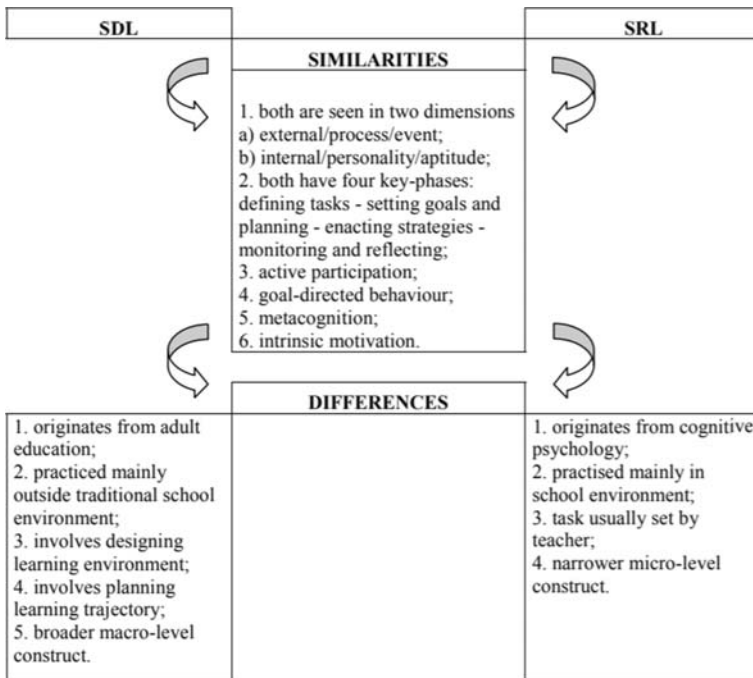 SDL
SRL
SIMILARITIES
1. both are seen in two dimensions
a) external/process/event;
b) internal/personality/aptitude;
2. both have four key-phases:
defining tasks - setting goals and
planning - enacting strategies -
monitoring and reflecting;
3. active participation;
4. goal-directed behaviour;
5. metacognition;
6. intrinsic motivation.
DIFFERENCES
1. originates from adult
education;
2. practiced mainly
outside traditional school
environment;
3. involves designing
learning environment;
4. involves planning
learning trajectory;
5. broader macro-level
construct.
1. originates from cognitive
psychology;
2. practised mainly in
school environment;
3. task usually set by
teacher;
4. narrower micro-level
construct.